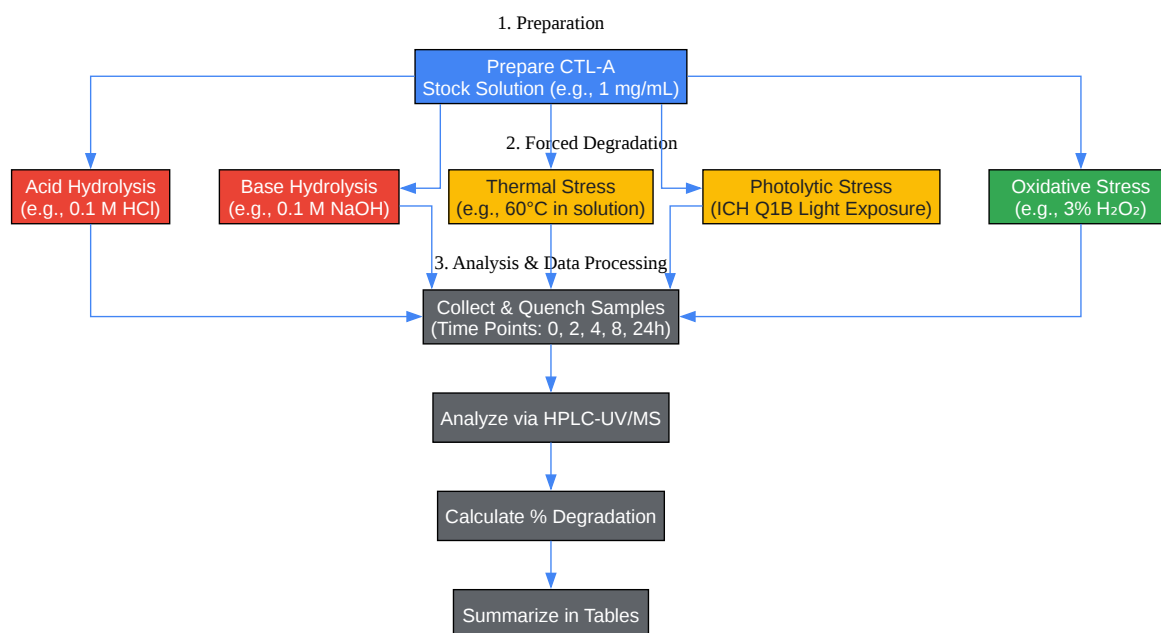 1. Preparation
Prepare CTL-A
Stock Solution (e.g., 1 mg/mL)
2. Forced Degradation
Acid Hydrolysis
(e.g., 0.1 M HCl)
Base Hydrolysis
(e.g., 0.1 M NaOH)
Thermal Stress
(e.g., 60°C in solution)
Photolytic Stress
(ICH Q1B Light Exposure)
Oxidative Stress
(e.g., 3% H₂O₂)
3. Analysis & Data Processing
Collect & Quench Samples
(Time Points: 0, 2, 4, 8, 24h)
Analyze via HPLC-UV/MS
Calculate % Degradation
Summarize in Tables